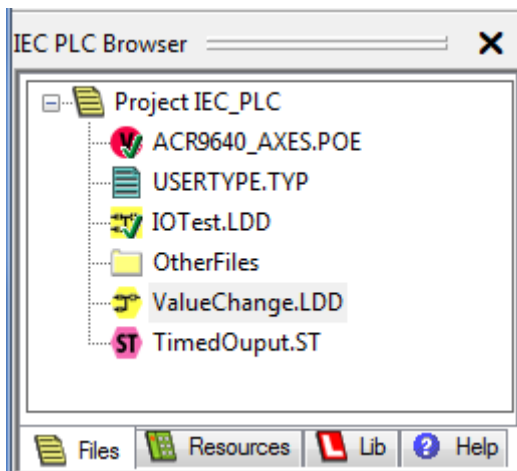 IEC PLC Browser
Project IEC_PLC
ACR9640_AXES.POE
USERTYPE.TYP
IOTest.LDD
OtherFiles
ValueChange.LDD
ST TimedOuput.ST
Files Resources L Lib ? Help